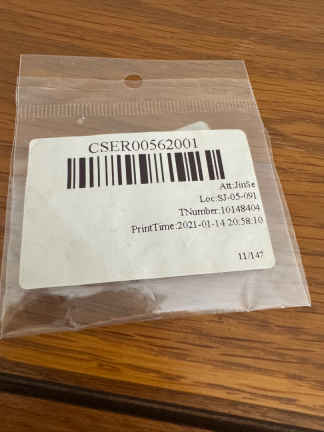 CSER00562001
Att:JinSe
Loc:SJ-05-091
TNumber:10148404
PrintTime:2021-01-14 20:58:10
11/147